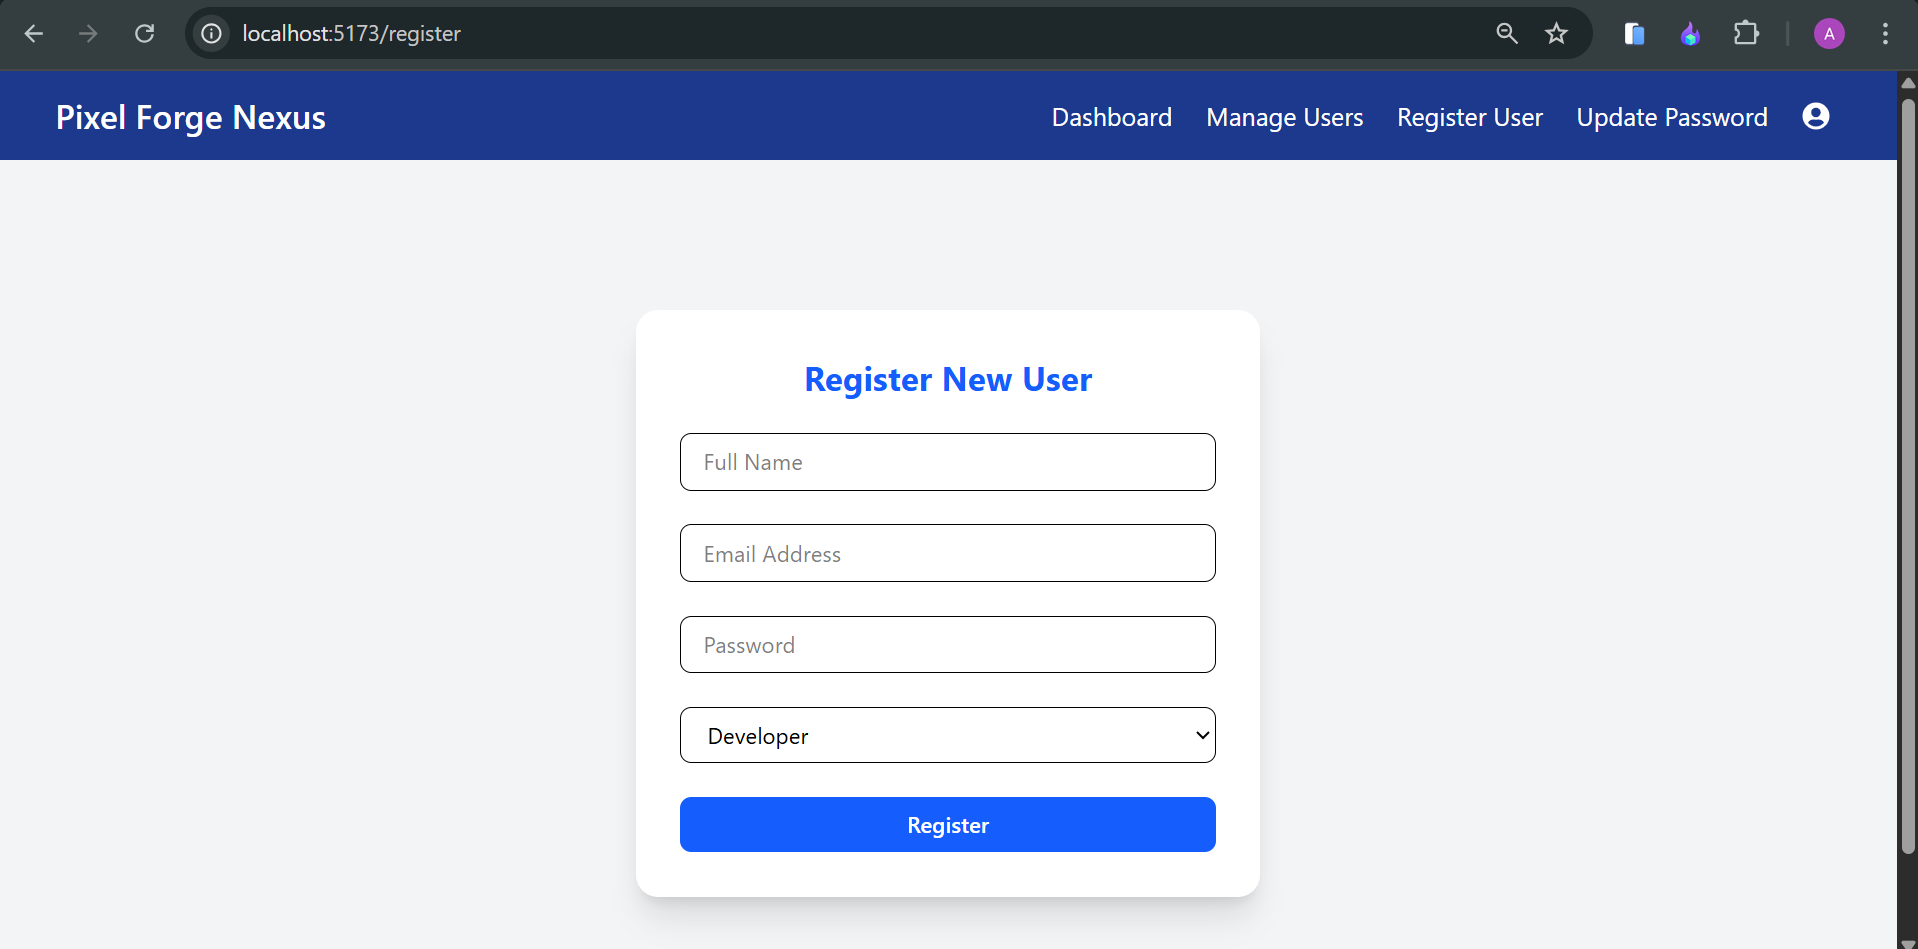 localhost:5173/register
A
Pixel Forge Nexus
Dashboard
Manage Users
Register User
Update Password
Register New User
Full Name
Email Address
Password
Developer
Register